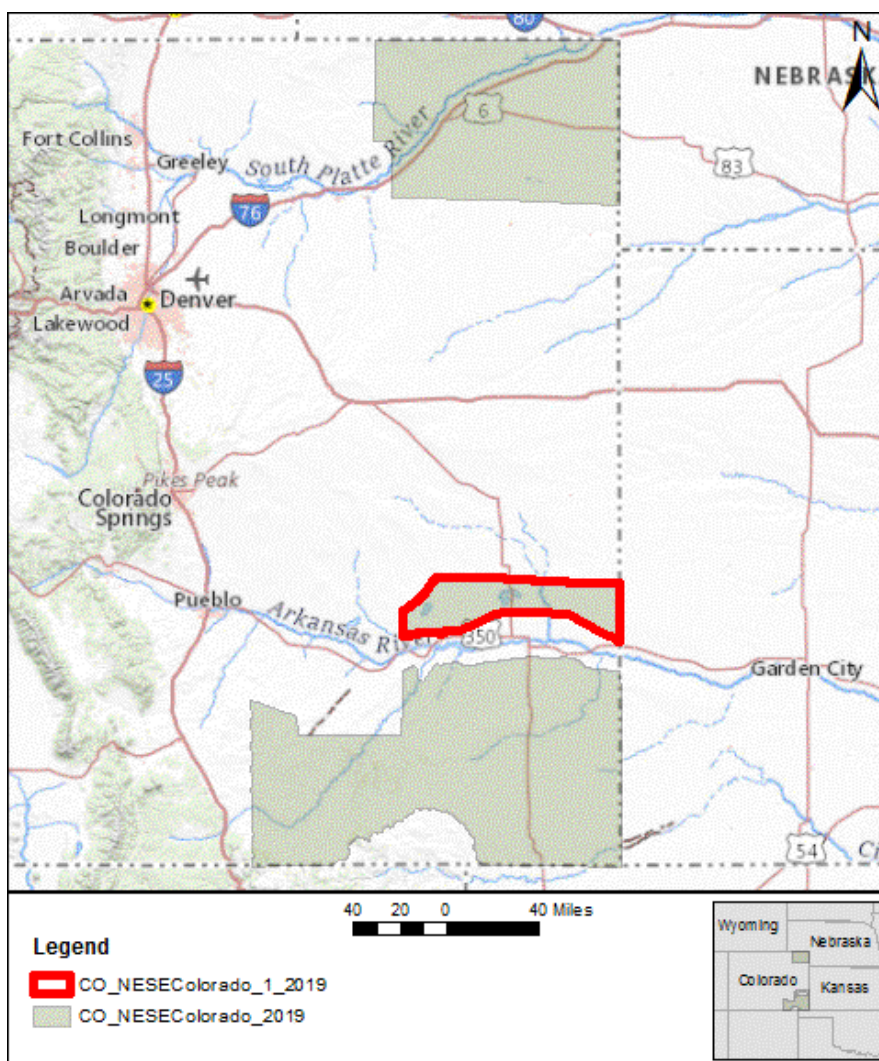 80
N
NEBRASK
6
Fort Collins
South Platte River
Greeley
83
76
Longmont
Boulder
Arvada
Denver
Lakewood
25
Pikes Peak
Colorado
Springs
Pueblo
Arkansas River
350
Garden City
54
Ci
40 20 0 40 Miles
Legend
CO_NESEColorado_1_2019
CO_NESEColorado_2019
Wyoming
Nebraska
Colorado
Kansas